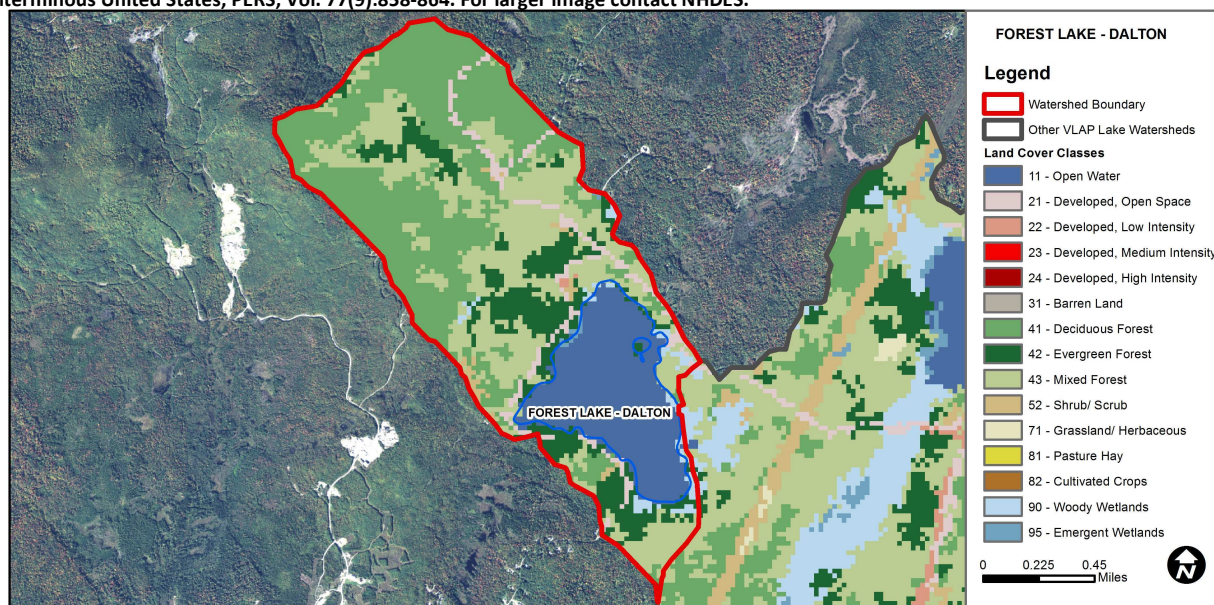 interminous United States, PERS, Vol. 77(9):858-864. For larger image contact NHDES.
FOREST LAKE - DALTON
FOREST LAKE - DALTON
Legend
Watershed Boundary
Other VLAP Lake Watersheds
Land Cover Classes
11 - Open Water
21 - Developed, Open Space
22 - Developed, Low Intensity
23 - Developed, Medium Intensity
24 - Developed, High Intensity
31 - Barren Land
41 - Deciduous Forest
42 - Evergreen Forest
43 - Mixed Forest
52 - Shrub/ Scrub
71 - Grassland/ Herbaceous
81 - Pasture Hay
82 - Cultivated Crops
90 - Woody Wetlands
95 - Emergent Wetlands
0 0.225 0.45
Miles
N